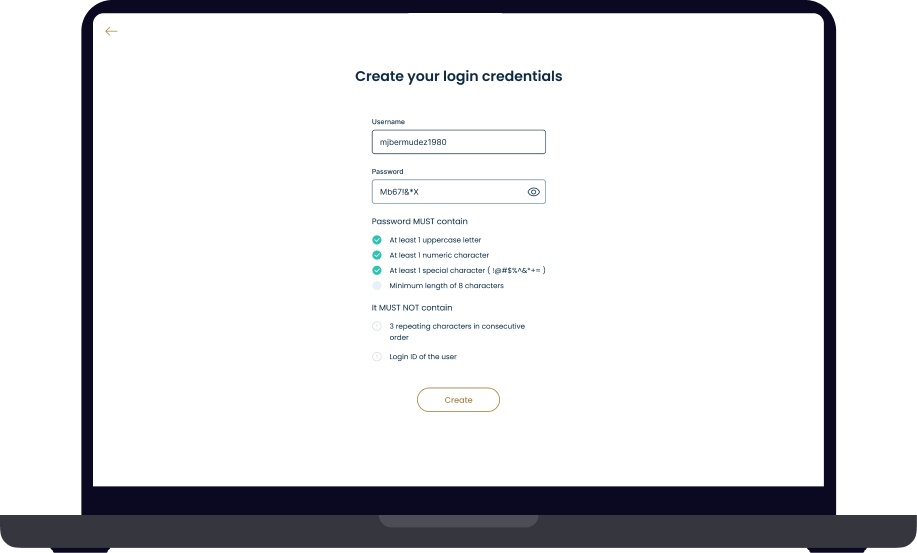 Create your login credentials
Username
mjbermudez1980
Password
Mb67!&*X
Password MUST contain
At least 1 uppercase letter
At least 1 numeric character
At least 1 special character ( !@#$%^&*+= )
Minimum length of 8 characters
It MUST NOT contain
3 repeating characters in consecutive
order
Login ID of the user
Create